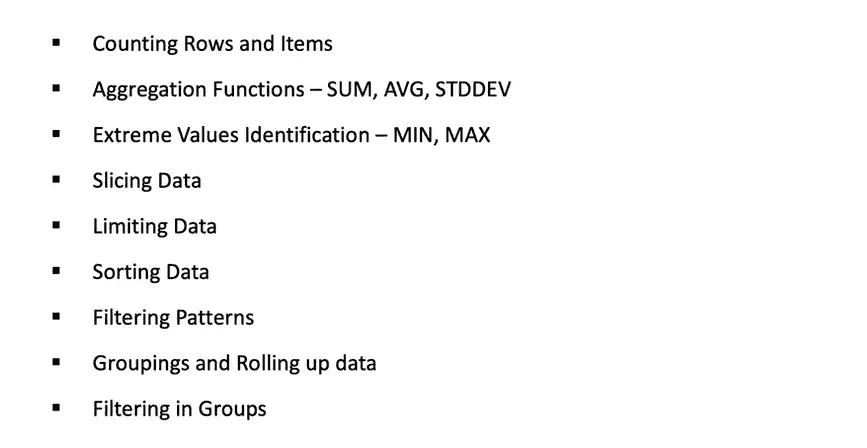 ▪ Counting Rows and Items
▪ Aggregation Functions – SUM, AVG, STDDEV
▪ Extreme Values Identification – MIN, MAX
▪ Slicing Data
▪ Limiting Data
▪ Sorting Data
▪ Filtering Patterns
▪ Groupings and Rolling up data
▪ Filtering in Groups